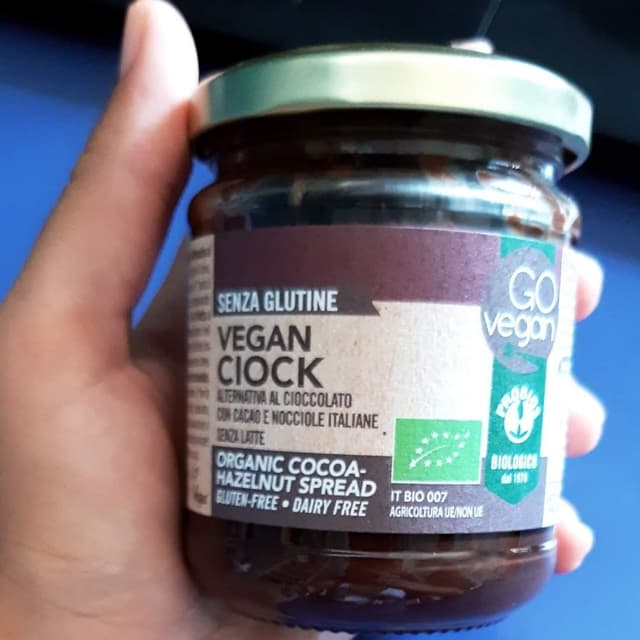 SENZA GLUTINE
VEGAN
CIOCK
ALTERNATIVA AL CIOCCOLATO
CON CACAO E NOCCIOLE ITALIANE
SENZA LATTE
ORGANIC COCOA-
HAZELNUT SPREAD
GLUTEN-FREE • DAIRY FREE
GO
vegan
PROBIOS
BIOLOGICO
dal 1978
IT BIO 007
AGRICOLTURA UE/NON UE